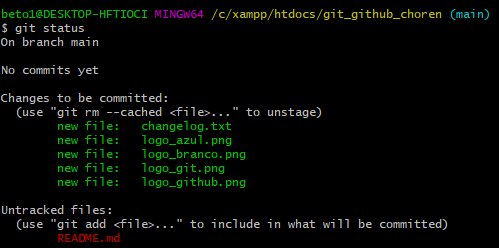 beto1@DESKTOP-HFTIOCI MINGW64 /c/xampp/htdocs/git_github_choren (main)
$ git status
On branch main
No commits yet
Changes to be committed:
(use "git rm --cached <file>..." to unstage)
new file: changelog.txt
new file: logo_azul.png
new file: logo_branco.png
new file: logo_git.png
new file: logo_github.png
Untracked files:
(use "git add <file>..." to include in what will be committed)
README.md